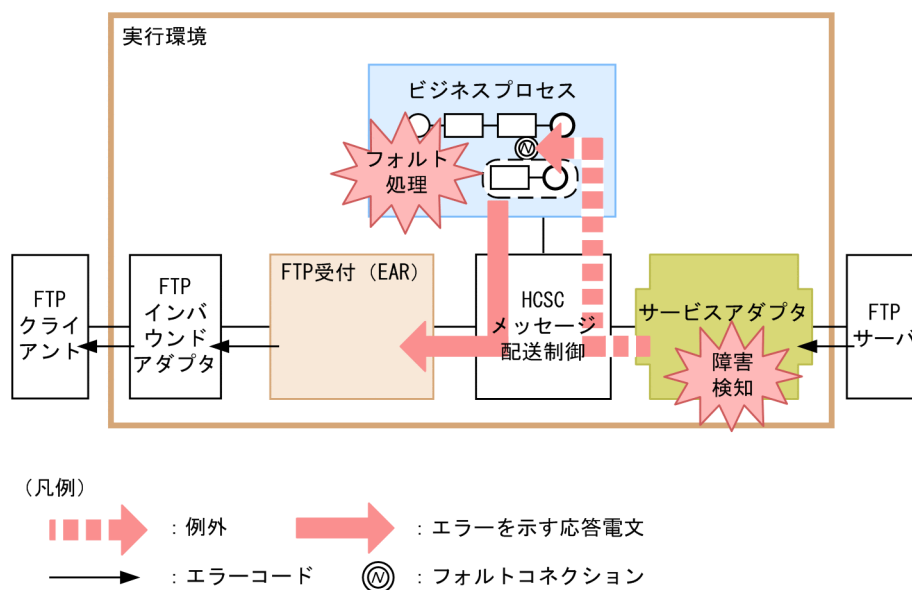 実行環境
ビジネスプロセス
フォルト
処理
FTP
クライ
アント
FTP
インバ
ウンド
アダプタ
FTP受付（EAR）
HCSC
メッセージ
配送制御
サービスアダプタ
障害
検知
FTP
サーバ
（凡例）
：例外
：エラーを示す応答電文
：エラーコード
N
：フォルトコネクション